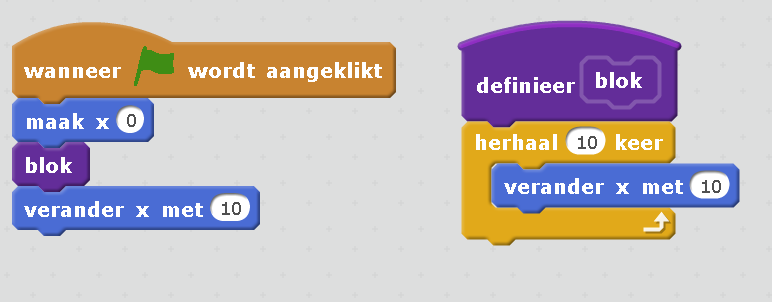 wanneer wordt aangeklikt
maak x 0
blok
verander x met 10
definieer blok
herhaal 10 keer
verander x met 10